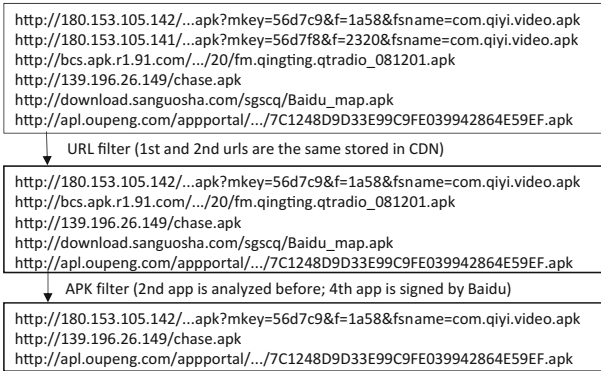 http://180.153.105.142/...apk?mkey=56d7c9&f=1a58&fsname=com.qiyi.video.apk
http://180.153.105.141/...apk?mkey=56d7f8&f=2320&fsname=com.qiyi.video.apk
http://bcs.apk.r1.91.com/.../20/fm.qingting.qtradio_081201.apk
http://139.196.26.149/chase.apk
http://download.sanguosha.com/sgscq/Baidu_map.apk
http://apl.oupeng.com/appportal/.../7C1248D9D33E99C9FE039942864E59EF.apk
URL filter (1st and 2nd urls are the same stored in CDN)
http://180.153.105.142/...apk?mkey=56d7c9&f=1a58&fsname=com.qiyi.video.apk
http://bcs.apk.r1.91.com/.../20/fm.qingting.qtradio_081201.apk
http://139.196.26.149/chase.apk
http://download.sanguosha.com/sgscq/Baidu_map.apk
http://apl.oupeng.com/appportal/.../7C1248D9D33E99C9FE039942864E59EF.apk
APK filter (2nd app is analyzed before; 4th app is signed by Baidu)
http://180.153.105.142/...apk?mkey=56d7c9&f=1a58&fsname=com.qiyi.video.apk
http://139.196.26.149/chase.apk
http://apl.oupeng.com/appportal/.../7C1248D9D33E99C9FE039942864E59EF.apk